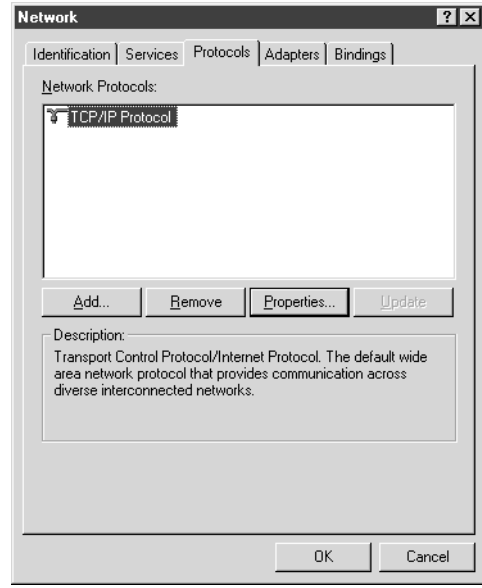 Network
Identification Services Protocols Adapters Bindings
Network Protocols:
TCP/IP Protocol
Add... Remove Properties... Update
Description:
Transport Control Protocol/Internet Protocol. The default wide
area network protocol that provides communication across
diverse interconnected networks.
OK Cancel